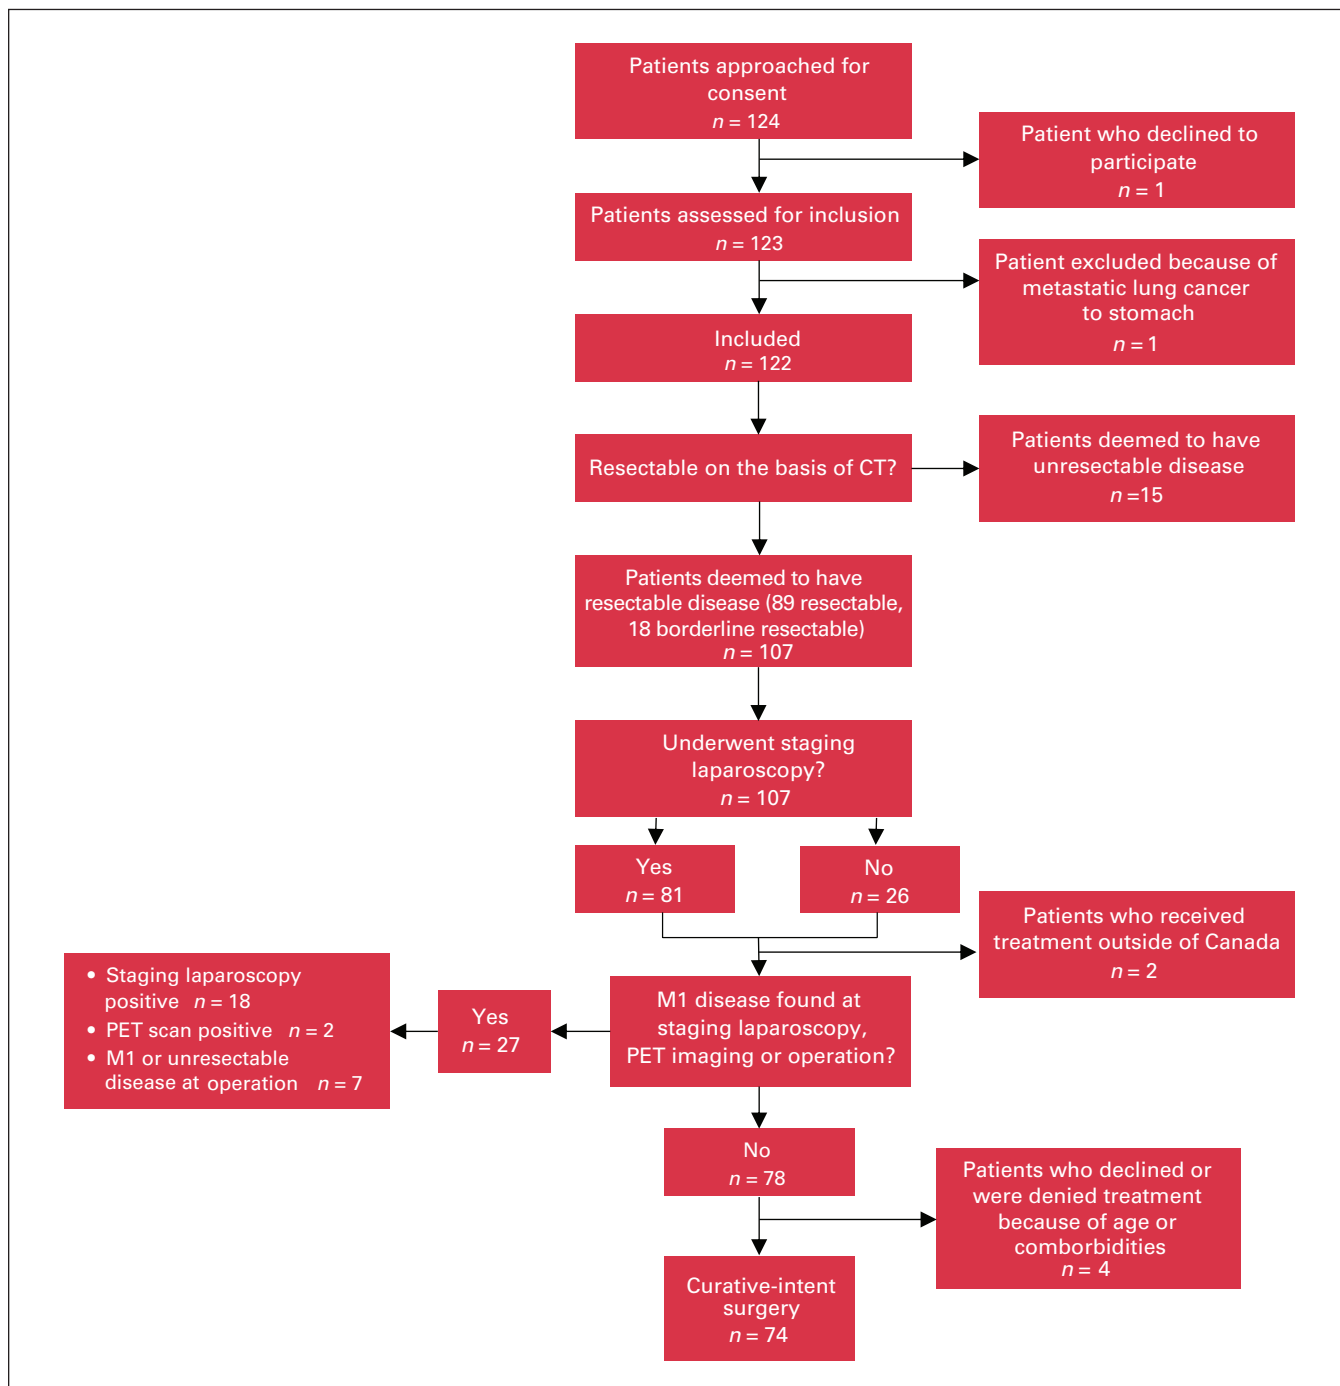 Patients approached for
consent
n = 124
Patient who declined to
participate
n = 1
Patients assessed for inclusion
n = 123
Patient excluded because of
metastatic lung cancer
to stomach
n = 1
Included
n = 122
Resectable on the basis of CT?
Patients deemed to have
unresectable disease
n =15
Patients deemed to have
resectable disease (89 resectable,
18 borderline resectable)
n = 107
Underwent staging
laparoscopy?
n = 107
Yes
n = 81
No
n = 26
Patients who received
treatment outside of Canada
n = 2
M1 disease found at
staging laparoscopy,
PET imaging or operation?
Yes
n = 27
• Staging laparoscopy
positive n = 18
• PET scan positive n = 2
• M1 or unresectable
disease at operation n = 7
No
n = 78
Patients who declined or
were denied treatment
because of age or
comborbidities
n = 4
Curative-intent
surgery
n = 74